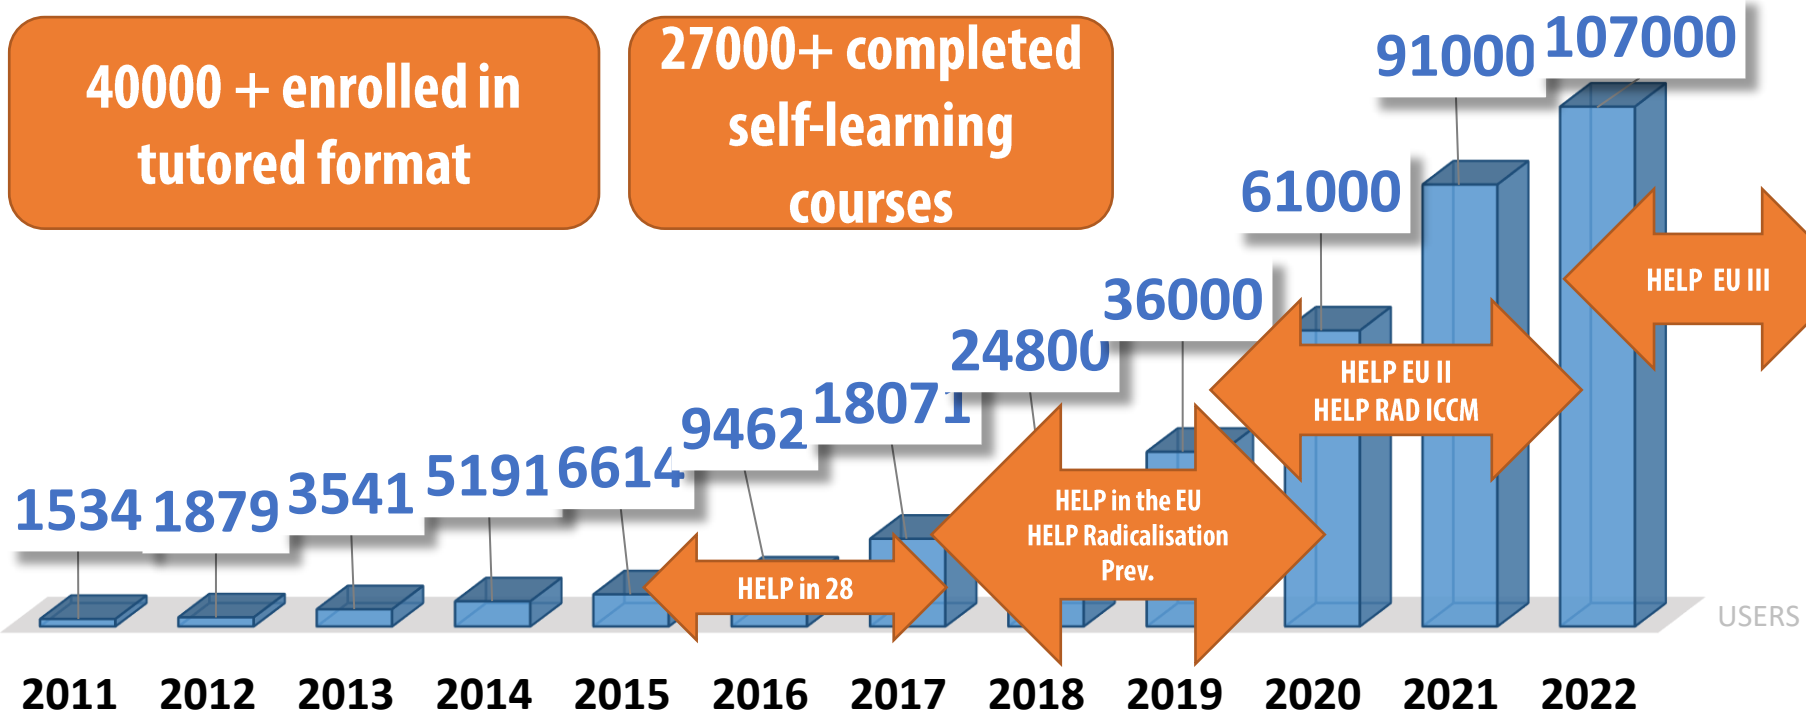 40000 + enrolled in
tutored format
27000+ completed
self-learning
courses
1534
1879
3541
5191
6614
9462
18071
24800
36000
61000
91000
107000
HELP in 28
HELP in the EU
HELP Radicalisation
Prev.
HELP EU II
HELP RAD ICCM
HELP EU III
USERS
2011
2012
2013
2014
2015
2016
2017
2018
2019
2020
2021
2022